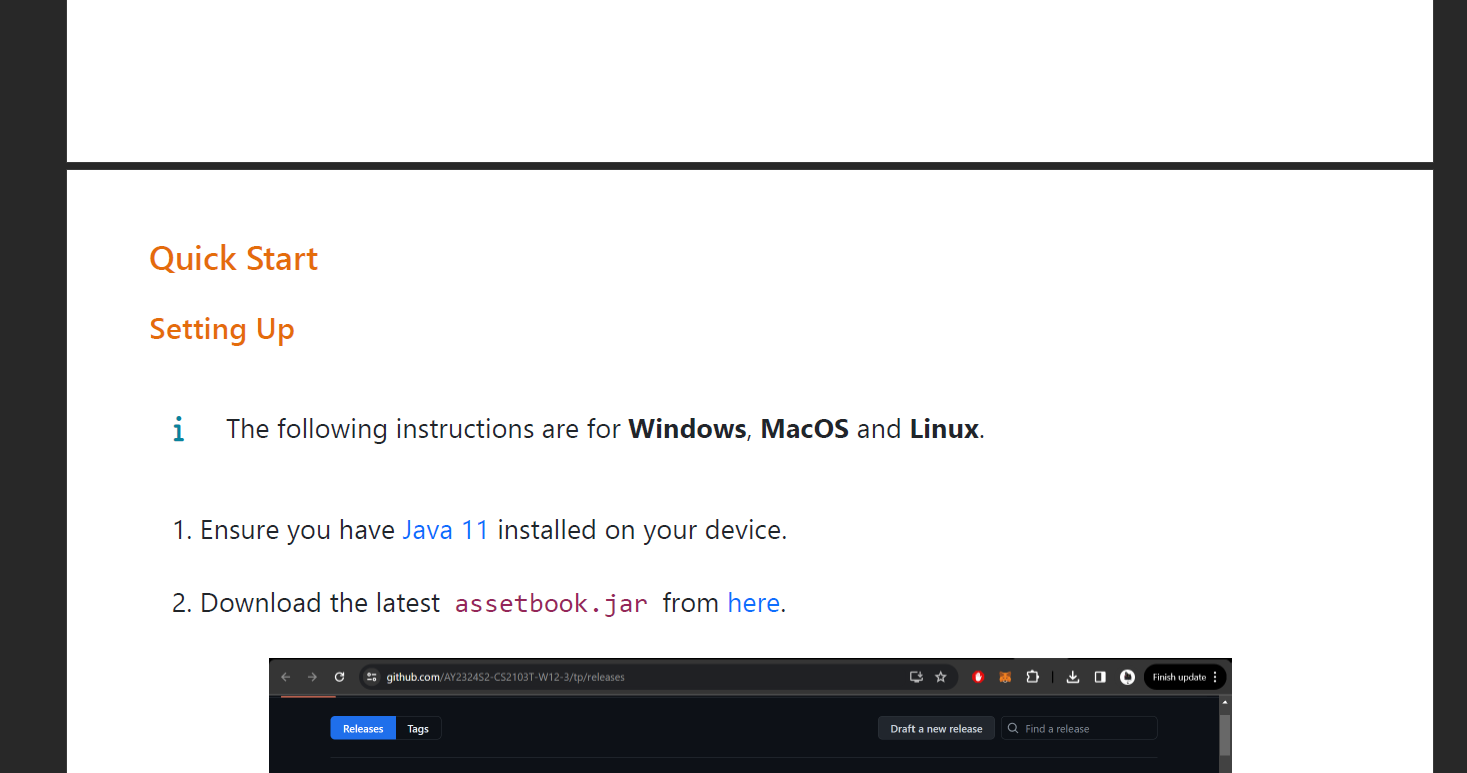 Quick Start
Setting Up
i The following instructions are for Windows, MacOS and Linux.
1. Ensure you have Java 11 installed on your device.
2. Download the latest assetbook.jar from here.
github.com/AY2324S2-CS2103T-W12-3/tp/releases Finish update
Releases Tags Draft a new release Find a release